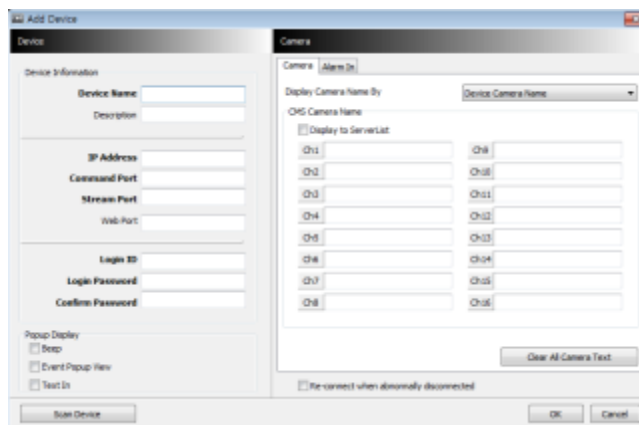 Add Device
Device
Device Information
Device Name
Description
IP Address
Command Port
Stream Port
Web Port
Login ID
Login Password
Confirm Password
Popup Display
Beep
Event Popup View
Text In
Scan Device
Camera
Camera Alarm In
Display Camera Name By Device Camera Name
CMS Camera Name
Display to ServerList
Ch1 Ch9
Ch2 Ch10
Ch3 Ch11
Ch4 Ch12
Ch5 Ch13
Ch6 Ch14
Ch7 Ch15
Ch8 Ch16
Clear All Camera Text
Re-connect when abnormally disconnected
OK Cancel